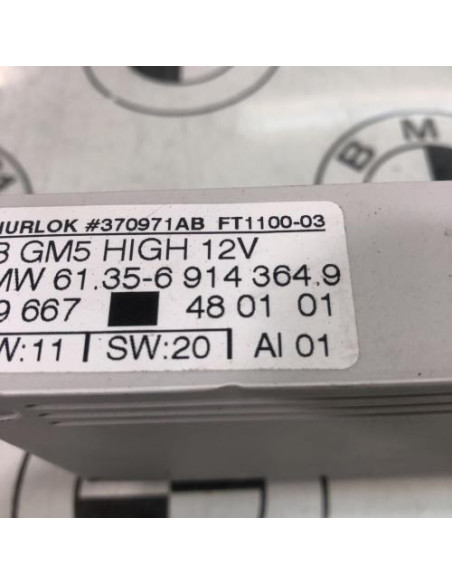 HURLOK #370971AB FT1100-03
GM5 HIGH 12V
MW 61.35-6 914 364.9
9 667 48 01 01
W:11 SW:20 AI 01
B M